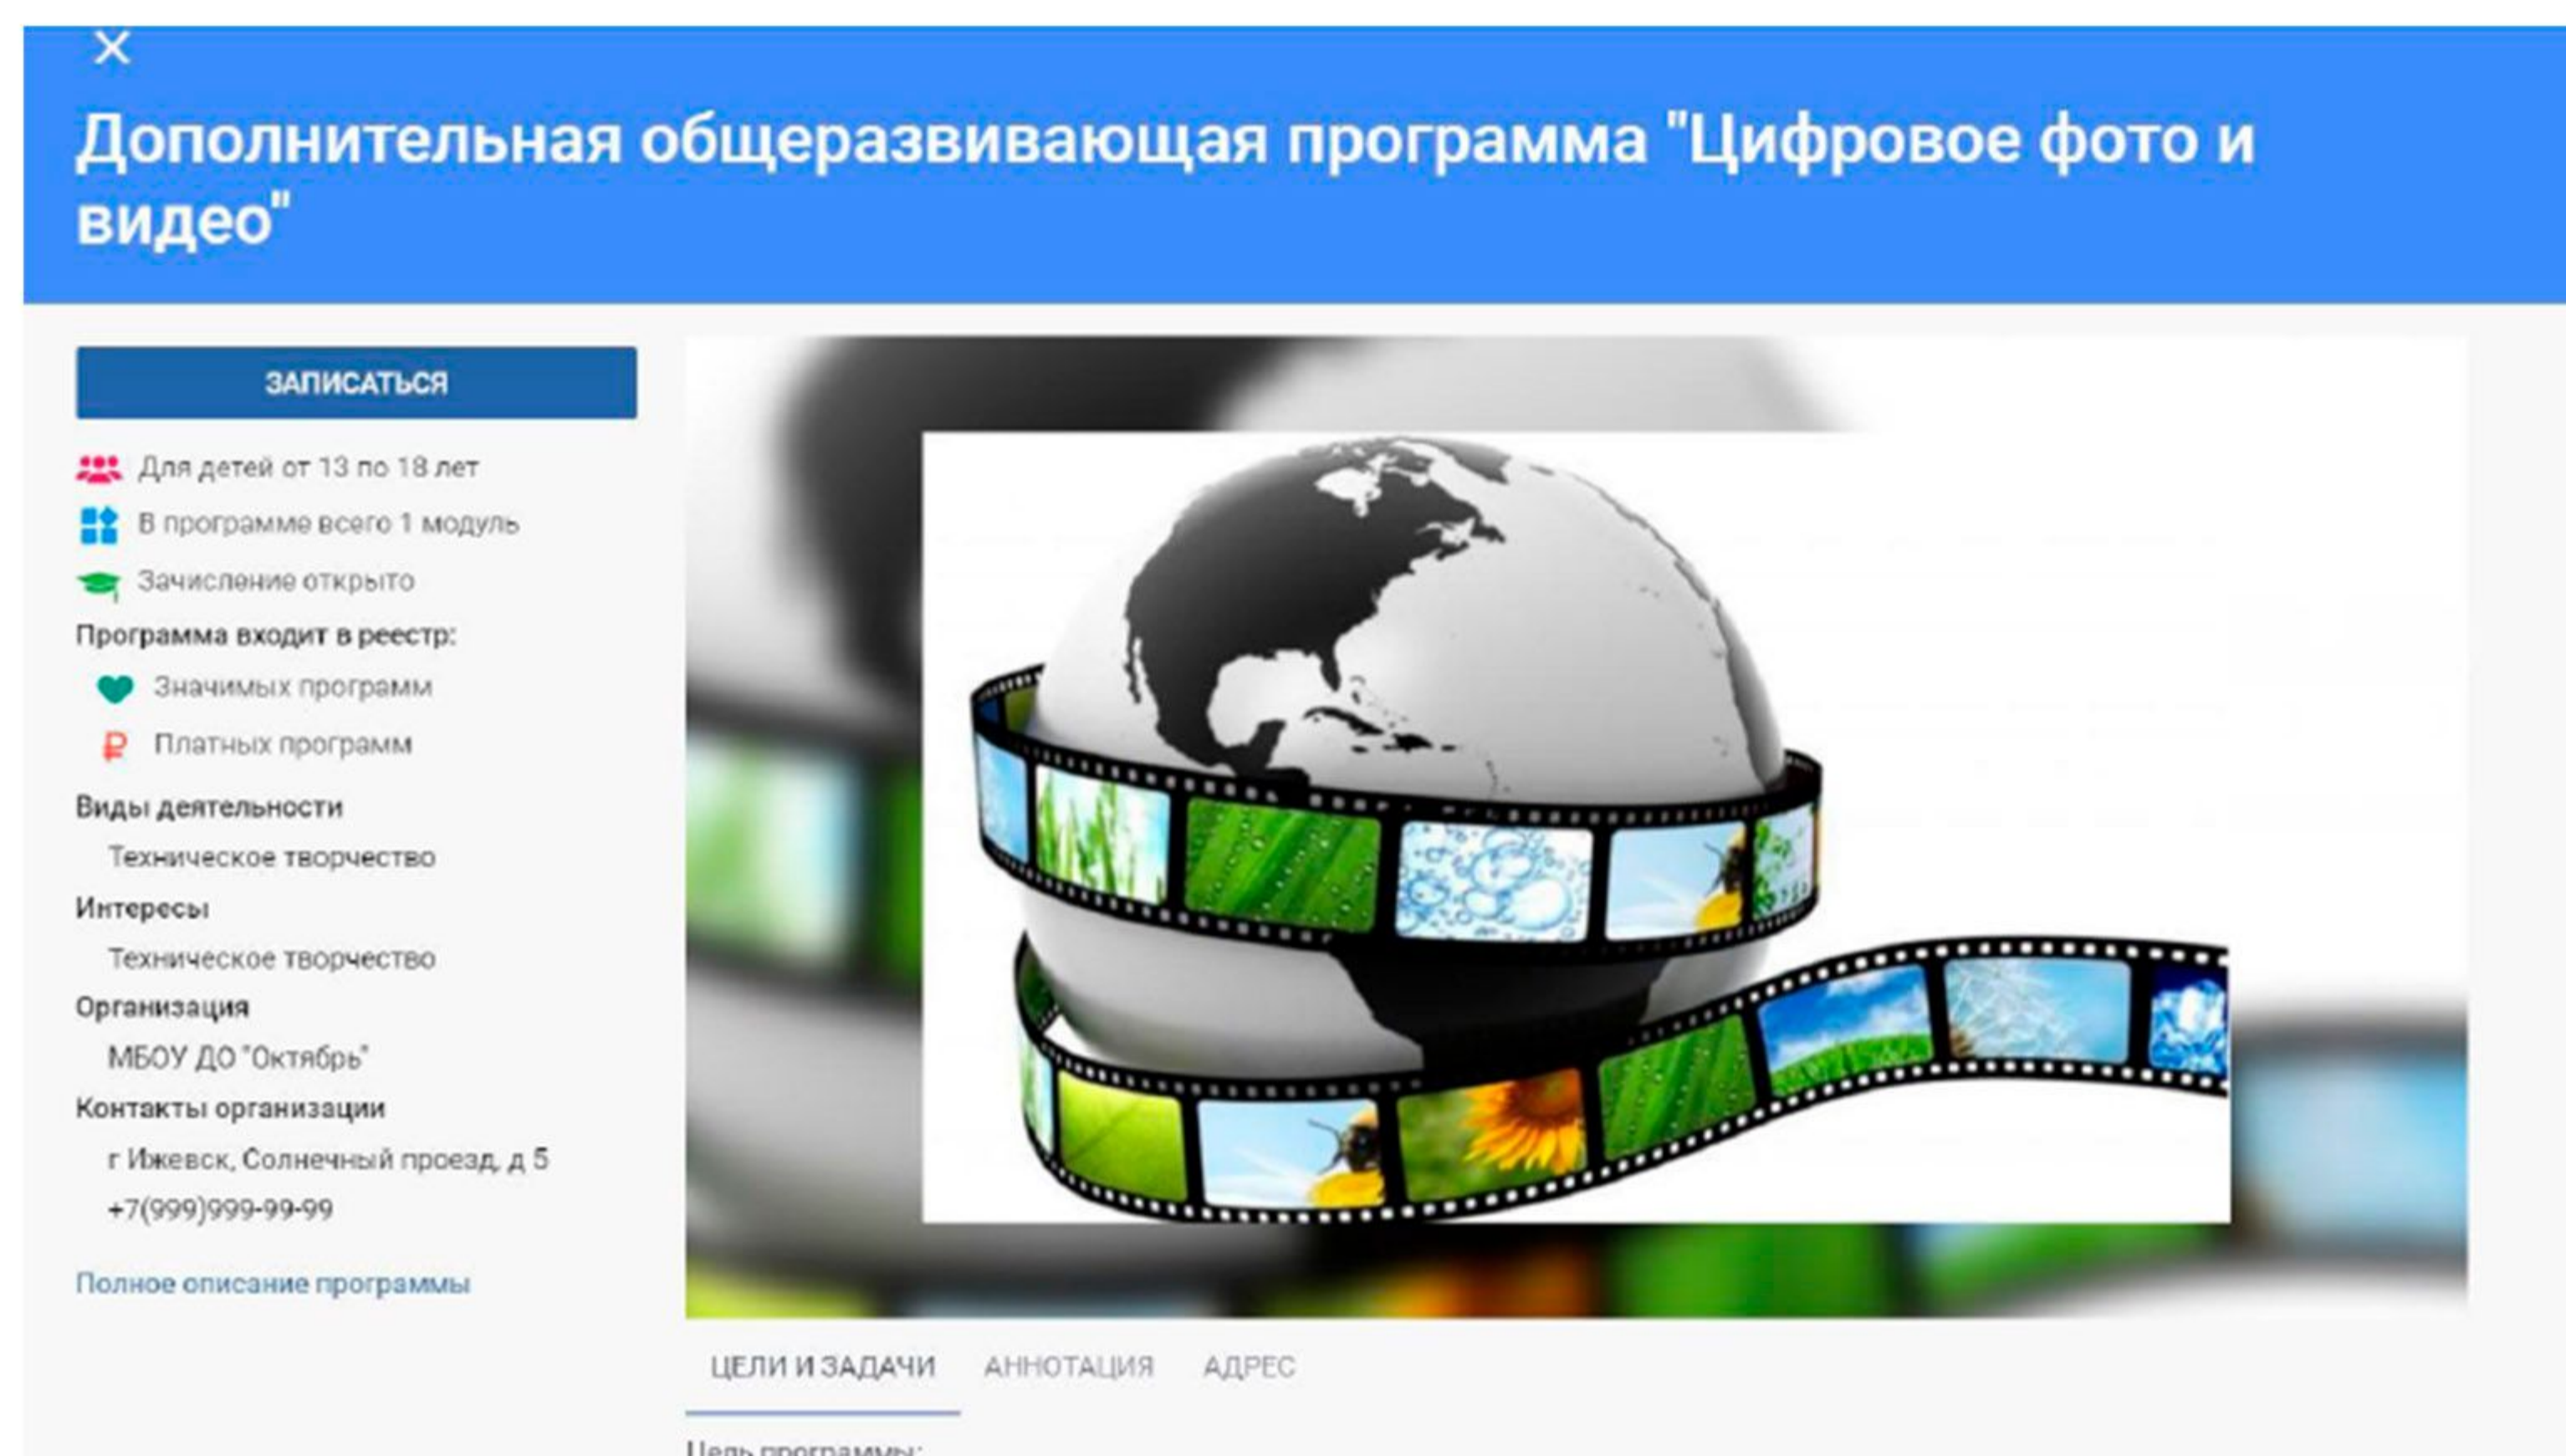 Дополнительная общеразвивающая программа "Цифровое фото и
видео"
ЗАПИСАТЬСЯ
Для детей от 13 по 18 лет
В программе всего 1 модуль
Зачисление открыто
Программа входит в реестр:
Значимых программ
Платных программ
Виды деятельности
Техническое творчество
Интересы
Техническое творчество
Организация
МБОУ ДО "Октябрь"
Контакты организации
г Ижевск, Солнечный проезд, д 5
+7(999)999-99-99
Полное описание программы
ЦЕЛИ И ЗАДАЧИ АННОТАЦИЯ АДРЕС
Цель программы: